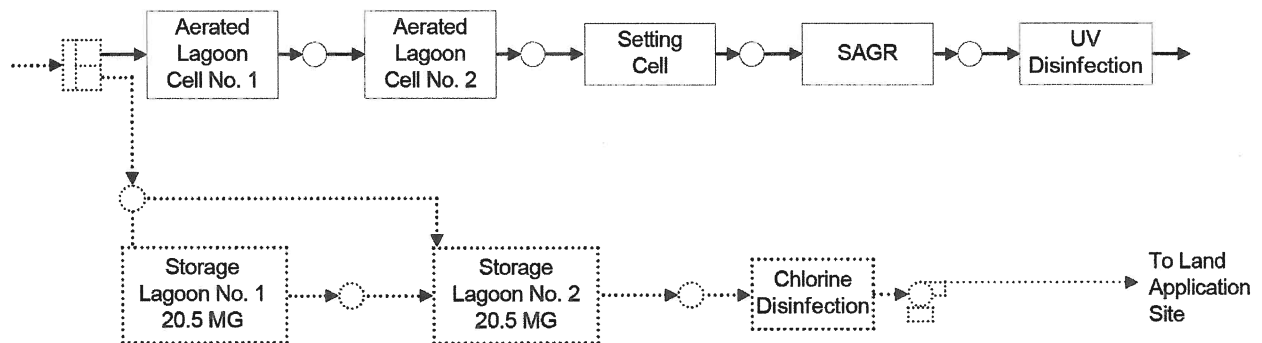 Aerated
Lagoon
Cell No. 1
Aerated
Lagoon
Cell No. 2
Setting
Cell
SAGR
UV
Disinfection
Storage
Lagoon No. 1
20.5 MG
Storage
Lagoon No. 2
20.5 MG
Chlorine
Disinfection
To Land
Application
Site